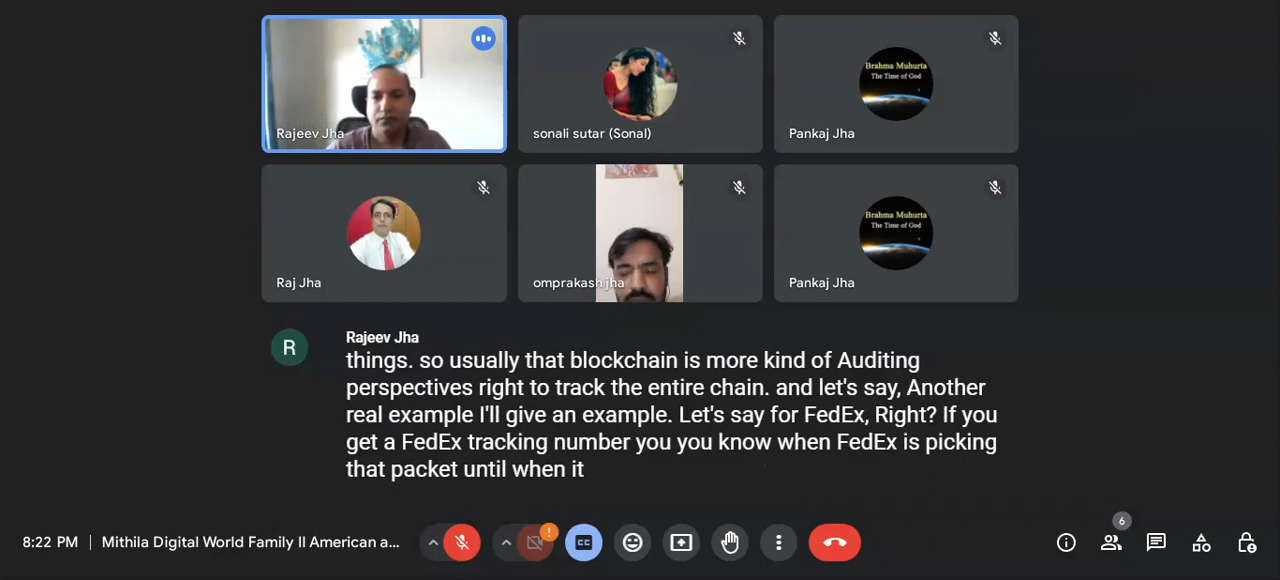 Rajeev Jha
sonali sutar (Sonal)
Brahma Muhurta
The Time of God
Pankaj Jha
Raj Jha
omprakash jha
Brahma Muhurta
The Time of God
Pankaj Jha
R
Rajeev Jha
things. so usually that blockchain is more kind of Auditing
perspectives right to track the entire chain. and let's say, Another
real example I'll give an example. Let's say for FedEx, Right? If you
get a FedEx tracking number you you know when FedEx is picking
that packet until when it
6
8:22 PM | Mithila Digital World Family II American a...
CC